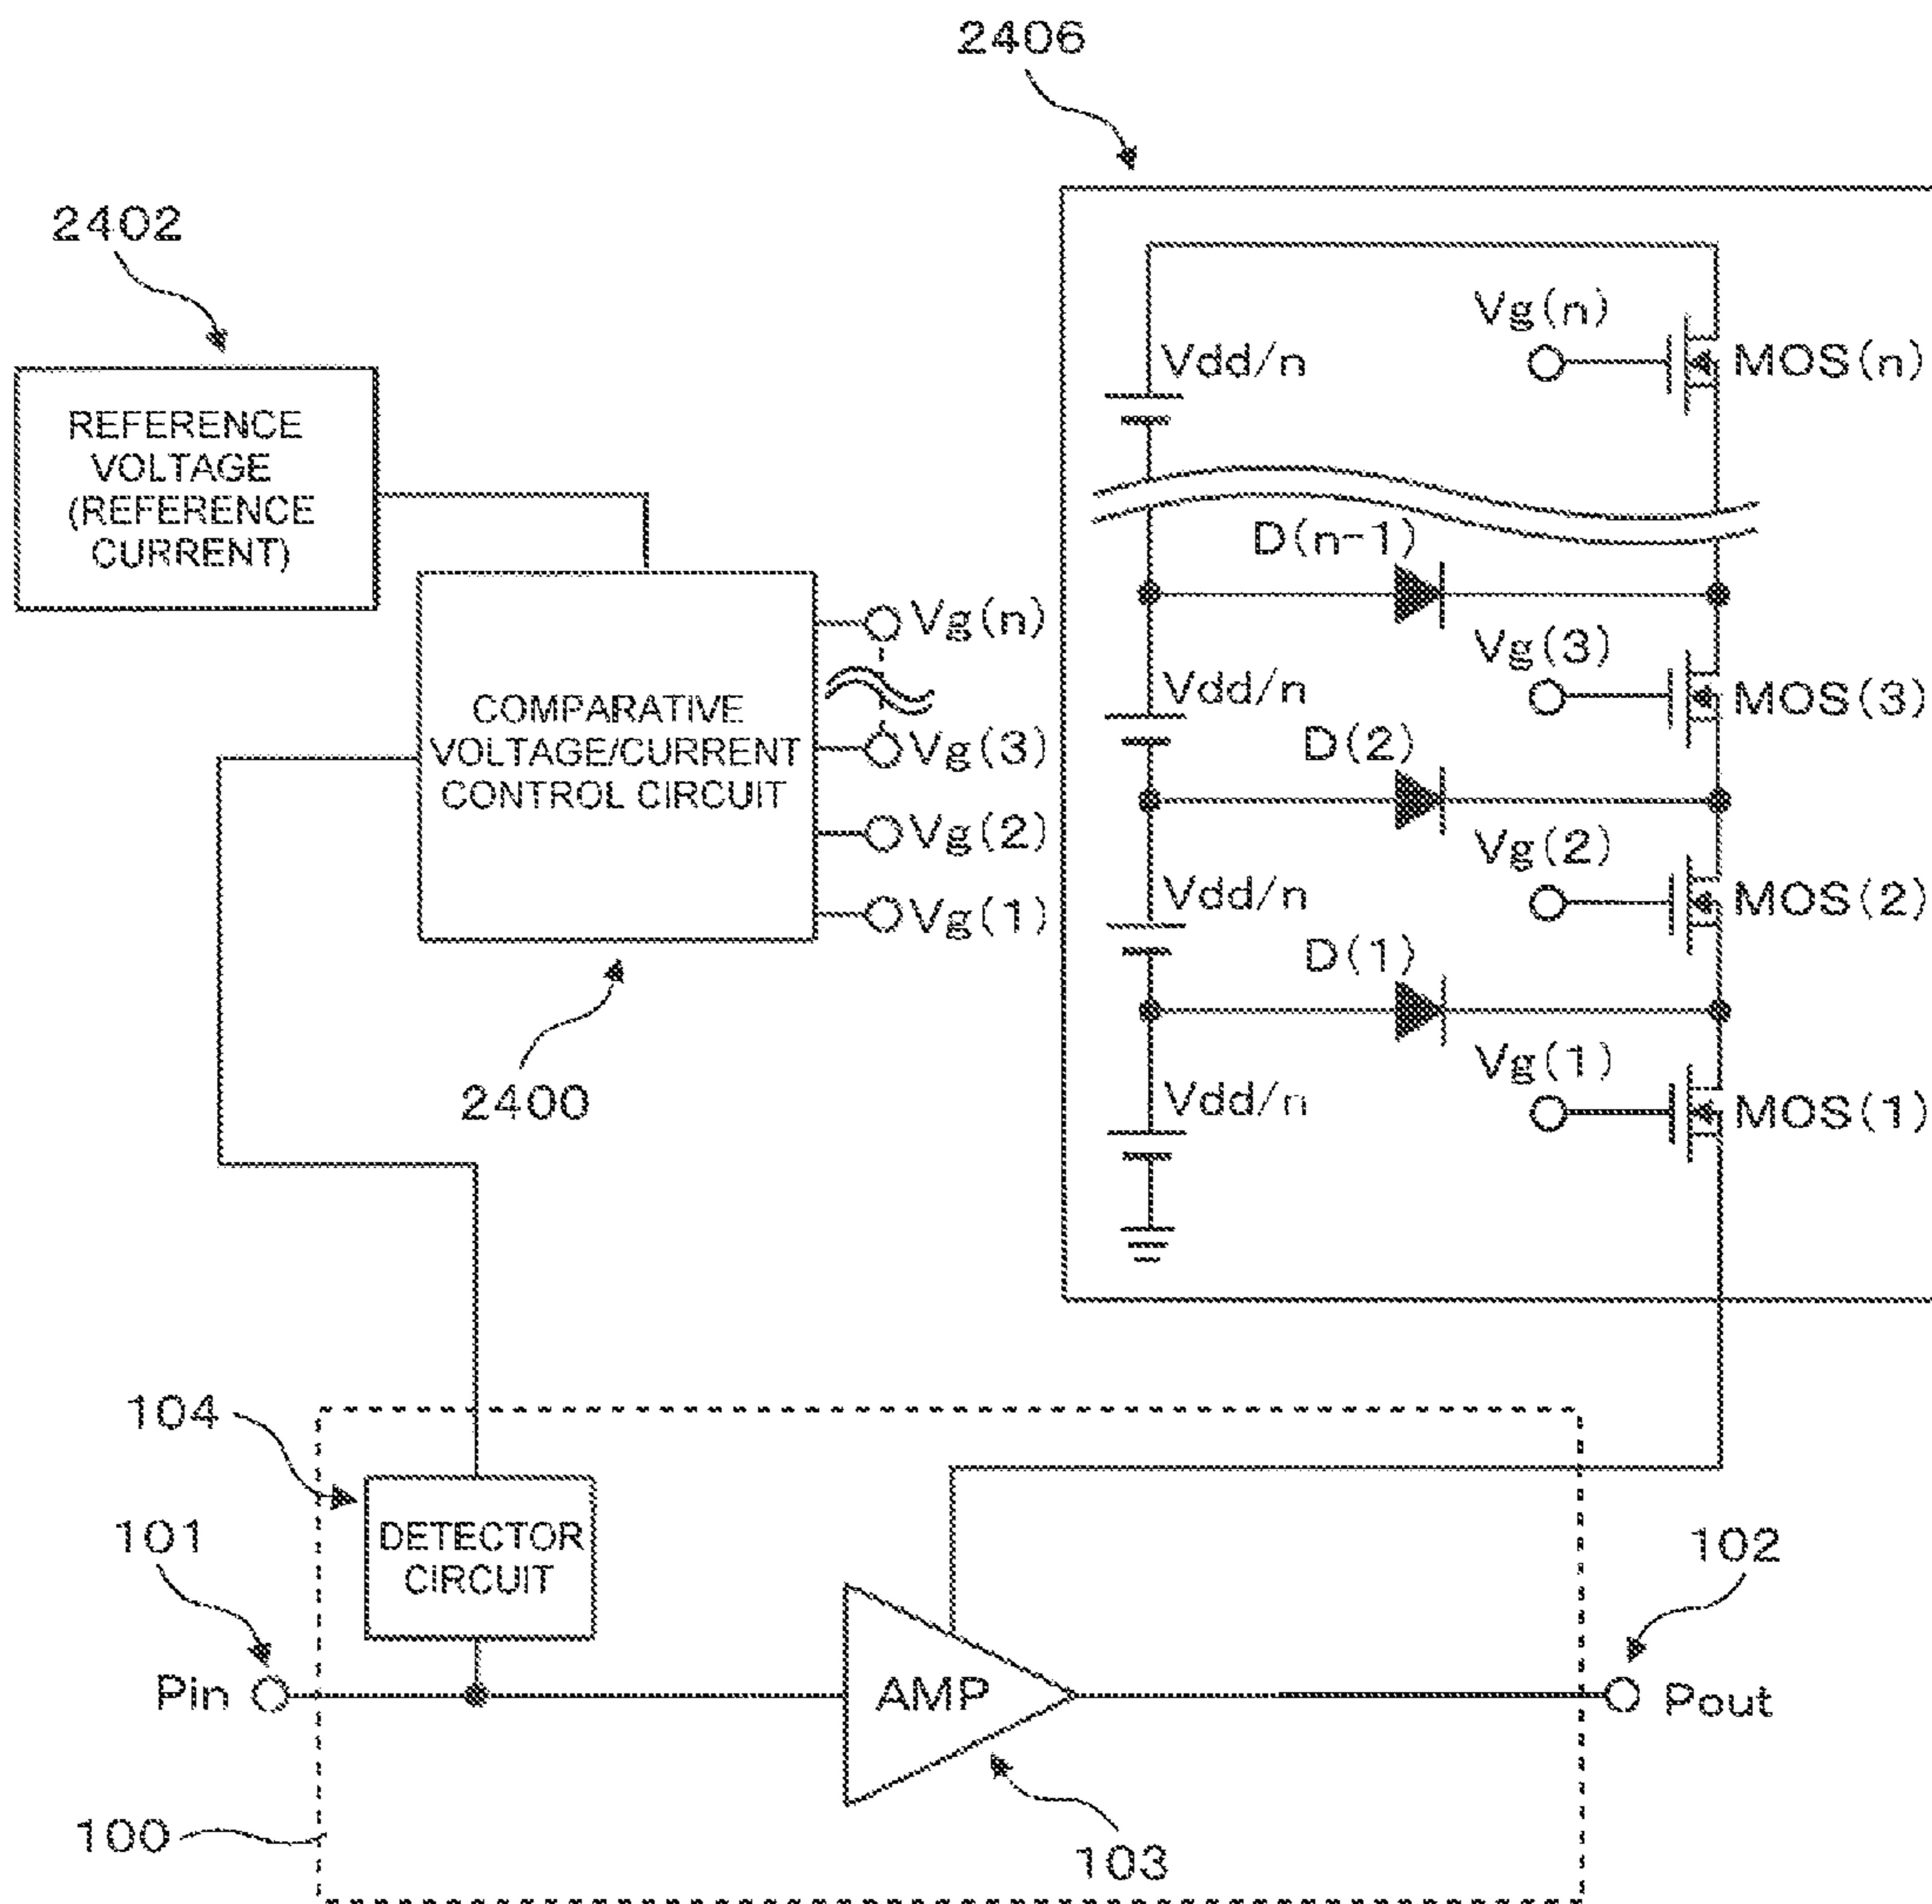 2406
2402
REFERENCE
VOLTAGE
(REFERENCE
CURRENT)
COMPARATIVE
VOLTAGE/CURRENT
CONTROL CIRCUIT
Vg(n)
Vg(3)
Vg(2)
Vg(1)
2400
Vg(n)
Vdd/n
MOS(n)
D(n-1)
Vg(3)
Vdd/n
MOS(3)
D(2)
Vg(2)
Vdd/n
MOS(2)
D(1)
Vg(1)
Vdd/n
MOS(1)
104
DETECTOR
CIRCUIT
101
102
Pin
AMP
Pout
100
103